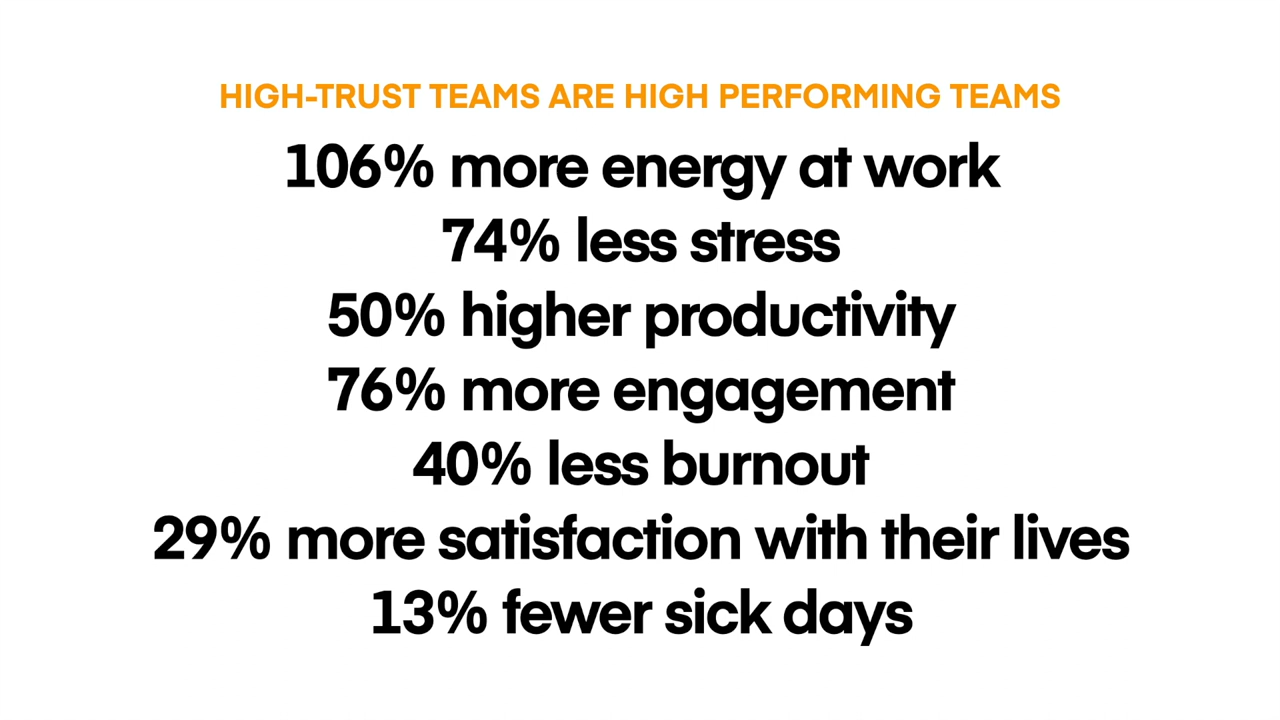 HIGH-TRUST TEAMS ARE HIGH PERFORMING TEAMS
106% more energy at work
74% less stress
50% higher productivity
76% more engagement
40% less burnout
29% more satisfaction with their lives
13% fewer sick days